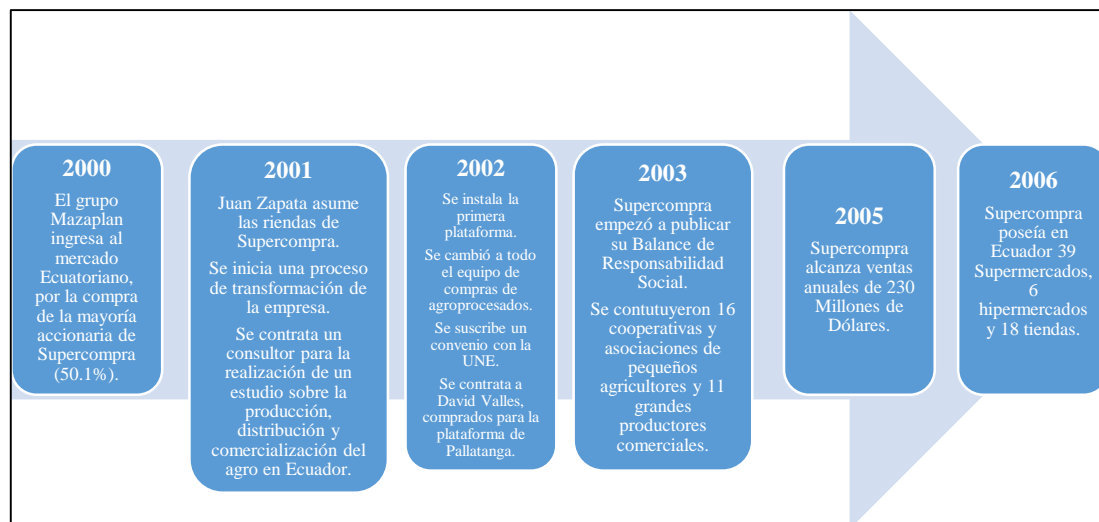 2000
El grupo
Mazaplan
ingresa al
mercado
Ecuatoriano,
por la compra
de la mayoría
accionaria de
Supercompra
(50.1%).
2001
Juan Zapata asume
las riendas de
Supercompra.
Se inicia una proceso
de transformación de
la empresa.
Se contrata un
consultor para la
realización de un
estudio sobre la
producción,
distribución y
comercialización del
agro en Ecuador.
2002
Se instala la
primera
plataforma.
Se cambió a todo
el equipo de
compras de
agroprocesados.
Se suscribe un
convenio con la
UNE.
Se contrata a
David Valles,
comprados para la
plataforma de
Pallatanga.
2003
Supercompra
empezó a publicar
su Balance de
Responsabilidad
Social.
Se contutuyeron 16
cooperativas y
asociaciones de
pequeños
agricultores y 11
grandes
productores
comerciales.
2005
Supercompra
alcanza ventas
anuales de 230
Millones de
Dólares.
2006
Supercompra
poseía en
Ecuador 39
Supermercados,
6
hipermercados
y 18 tiendas.